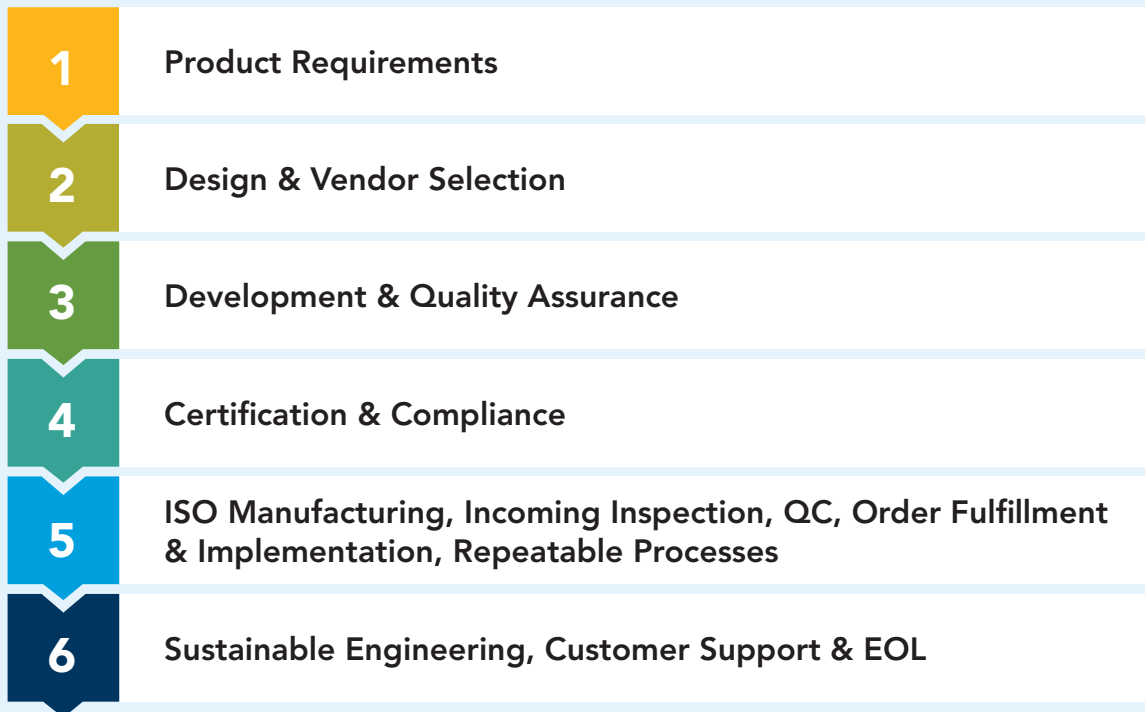 1
Product Requirements
2
Design & Vendor Selection
3
Development & Quality Assurance
4
Certification & Compliance
5
ISO Manufacturing, Incoming Inspection, QC, Order Fulfillment
& Implementation, Repeatable Processes
6
Sustainable Engineering, Customer Support & EOL